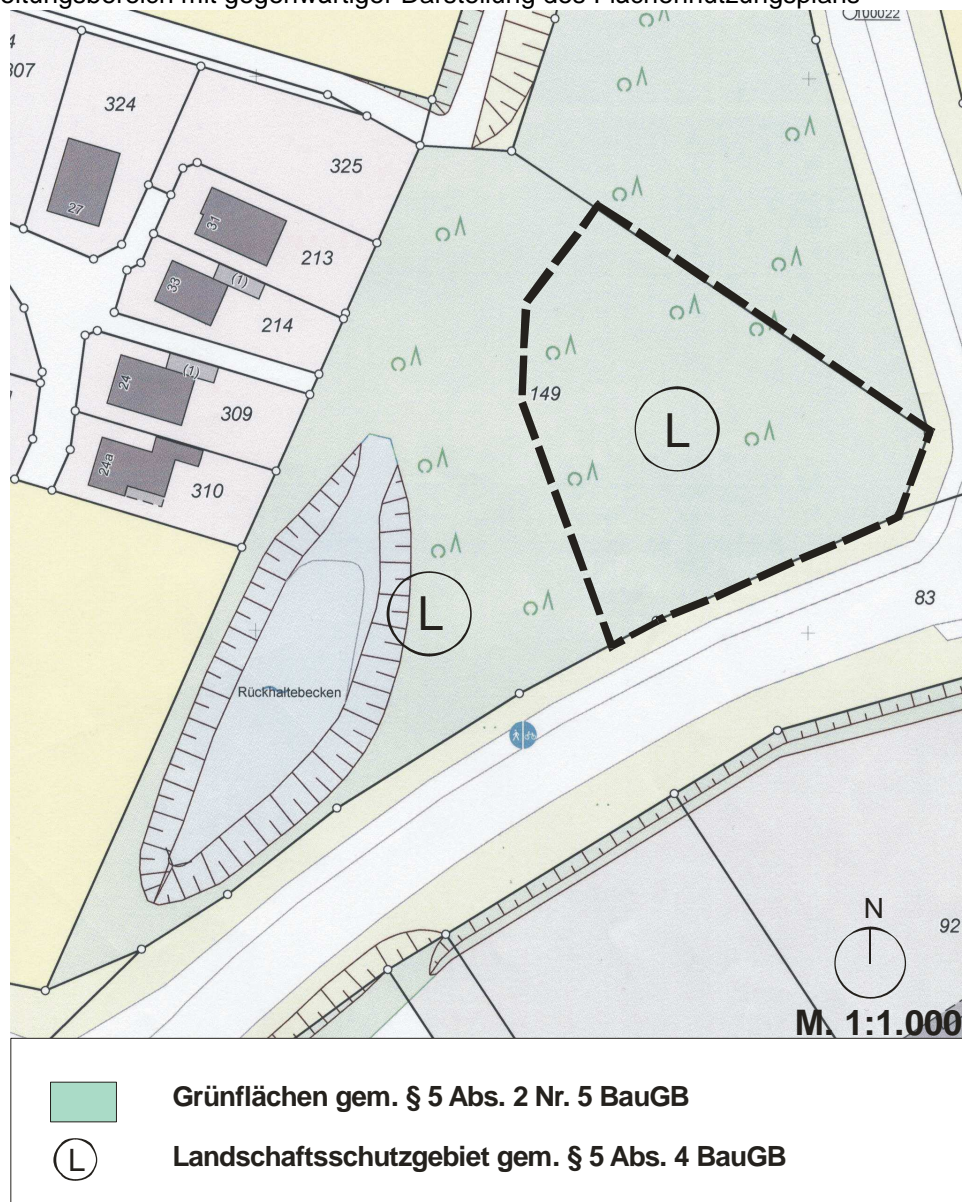 eitungsbereich mit gegenwärtiger Darstellung des Flächennutzungsplans
100022
307
324
325
27
31
213
33
(1)
214
24
(1)
309
24a
310
149
L
L
83
Rückhaltebecken
N
92
M. 1:1.000
Grünflächen gem. § 5 Abs. 2 Nr. 5 BauGB
L Landschaftsschutzgebiet gem. § 5 Abs. 4 BauGB